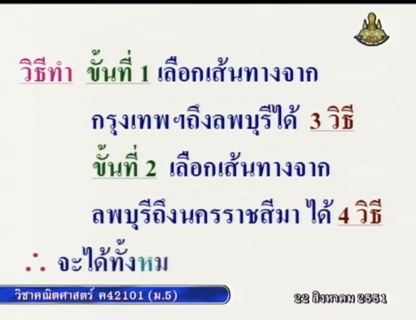 วิธีทำ ขั้นที่ 1 เลือกเส้นทางจาก
กรุงเทพฯถึงลพบุรีได้ 3 วิธี
ขั้นที่ 2 เลือกเส้นทางจาก
ลพบุรีถึงนครราชสีมา ได้ 4 วิธี
∴ จะได้ทั้งหม
วิชาคณิตศาสตร์ ค42101 (ม.5)
22 สิงหาคม 2551